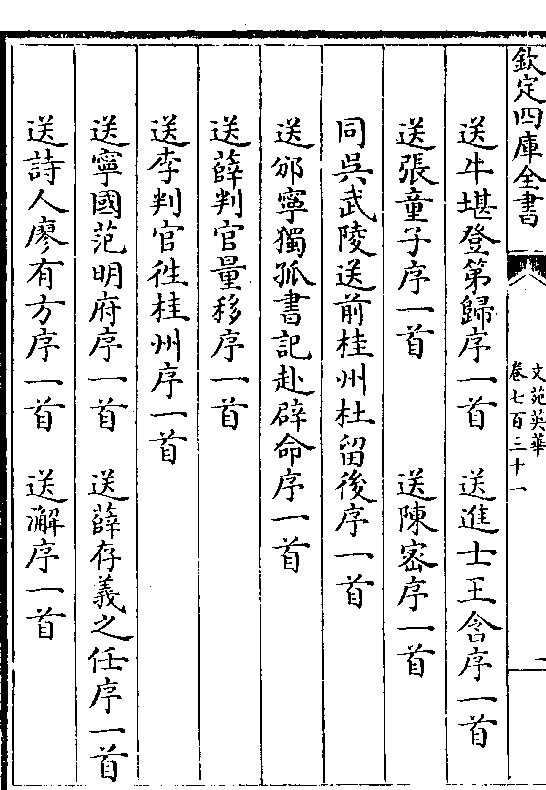 欽定四庫全書
文苑英華
卷七百三十一
一
送牛堪登第歸序一首 送進士王含序一首
送張童子序一首 送陳密序一首
同吳武陵送前桂州杜留後序一首
送邠寧獨孤書記赴辟命序一首
送薛判官量移序一首
送李判官徃桂州序一首
送寧國范明府序一首 送薛存義之任序一首
送詩人廖有方序一首 送澥序一首